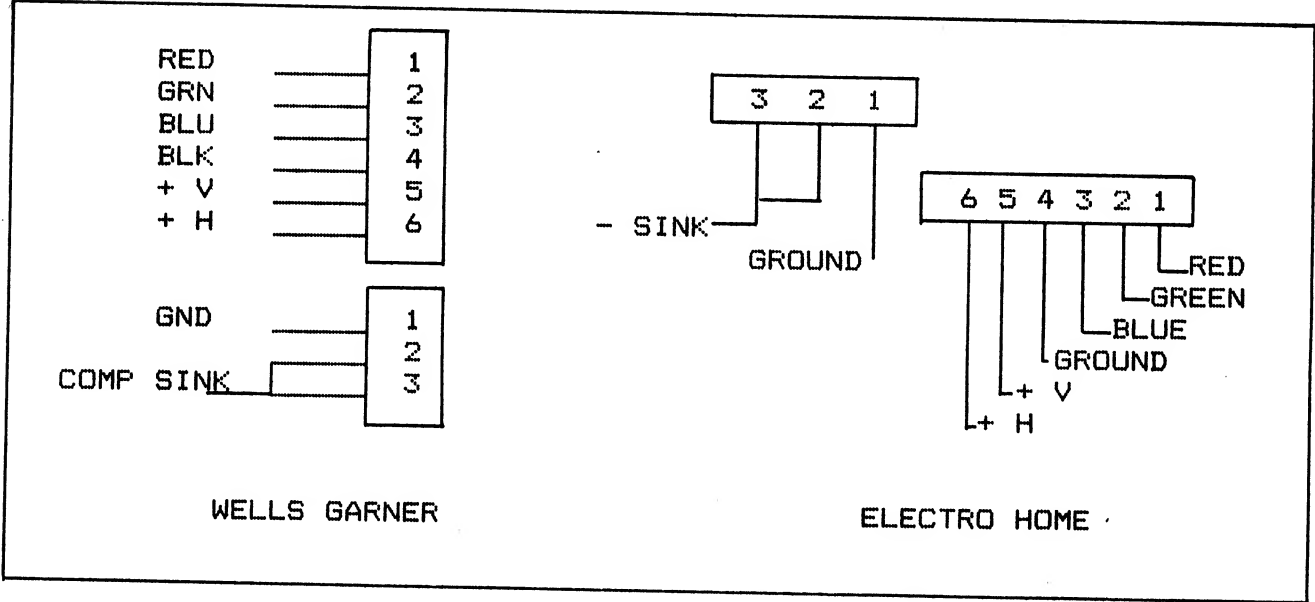 RED 1
GRN 2
BLU 3
BLK 4
+ V 5
+ H 6
GND 1
2
COMP SINK 3
WELLS GARNER
3 2 1
- SINK
GROUND
6 5 4 3 2 1
RED
GREEN
BLUE
GROUND
+ V
+ H
ELECTRO HOME